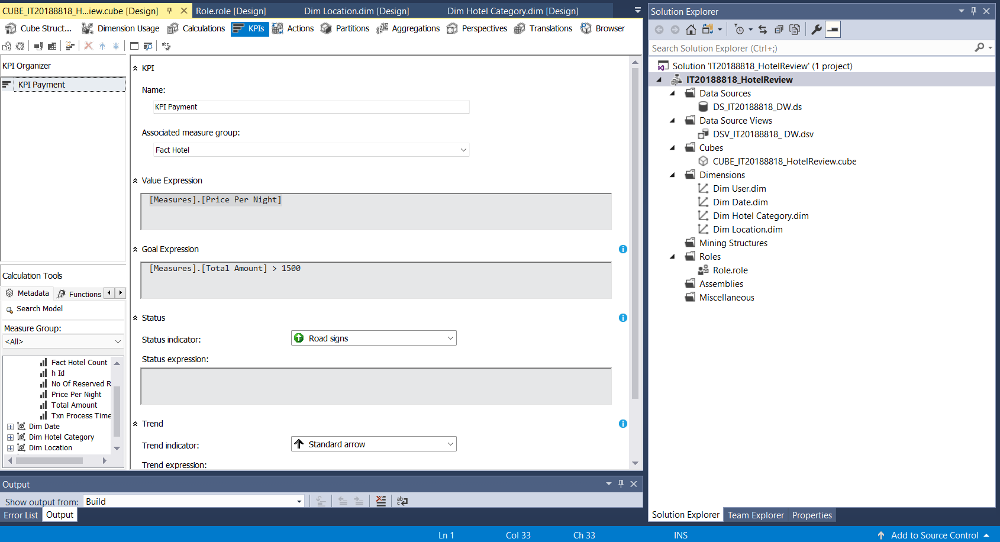 CUBE_IT20188818_H...iew.cube [Design]
Role.role [Design]
Dim Location.dim [Design]
Dim Hotel Category.dim [Design]
Cube Struct...
Dimension Usage
Calculations
KPIs
Actions
Partitions
Aggregations
Perspectives
Translations
Browser
KPI Organizer
KPI Payment
Calculation Tools
Metadata
Functions
Search Model
Measure Group:
<All>
Fact Hotel Count
h Id
No Of Reserved R
Price Per Night
Total Amount
Txn Process Time
Dim Date
Dim Hotel Category
Dim Location
KPI
Name:
KPI Payment
Associated measure group:
Fact Hotel
Value Expression
[Measures].[Price Per Night]
Goal Expression
[Measures].[Total Amount] > 1500
Status
Status indicator:
Road signs
Status expression:
Trend
Trend indicator:
Standard arrow
Trend expression:
Output
Show output from:
Build
Error List
Output
Solution Explorer
Search Solution Explorer (Ctrl+;)
Solution 'IT20188818_HotelReview' (1 project)
IT20188818_HotelReview
Data Sources
DS_IT20188818_DW.ds
Data Source Views
DSV_IT20188818_ DW.dsv
Cubes
CUBE_IT20188818_HotelReview.cube
Dimensions
Dim User.dim
Dim Date.dim
Dim Hotel Category.dim
Dim Location.dim
Mining Structures
Roles
Role.role
Assemblies
Miscellaneous
Solution Explorer
Team Explorer
Properties
Ln 1
Col 33
Ch 33
INS
Add to Source Control